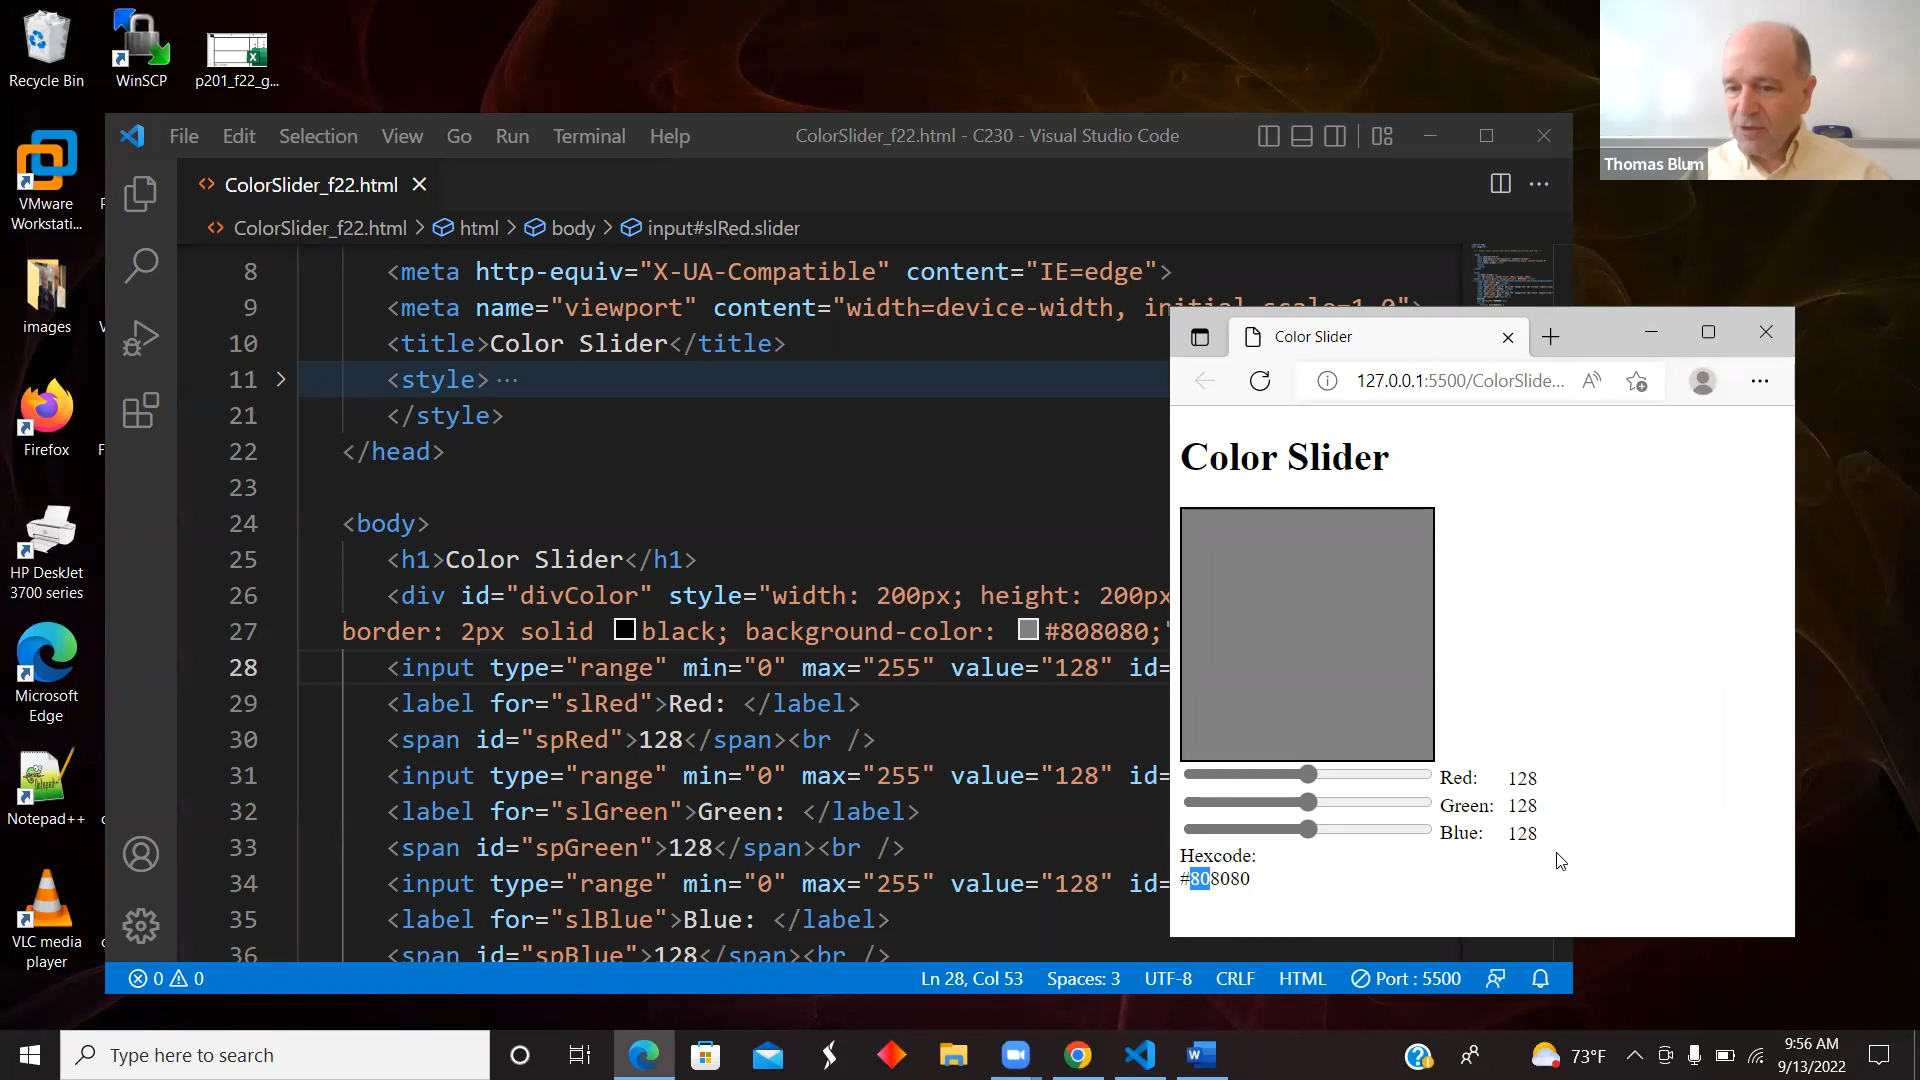 Recycle Bin
WinSCP
p201_f22_g...
VMware
Workstati...
images
Firefox
HP DeskJet
3700 series
Microsoft
Edge
Notepad++
VLC media
player
File Edit Selection View Go Run Terminal Help
ColorSlider_f22.html - C230 - Visual Studio Code
Thomas Blum
ColorSlider_f22.html
ColorSlider_f22.html > html > body > input#slRed.slider
8 <meta http-equiv="X-UA-Compatible" content="IE=edge">
9 <meta name="viewport" content="width=device-width, initial-scale=1.0">
10 <title>Color Slider</title>
11 <style>...
21 </style>
22 </head>
23
24 <body>
25 <h1>Color Slider</h1>
26 <div id="divColor" style="width: 200px; height: 200px
27 border: 2px solid black; background-color: #808080;"
28 <input type="range" min="0" max="255" value="128" id=
29 <label for="slRed">Red: </label>
30 <span id="spRed">128</span><br />
31 <input type="range" min="0" max="255" value="128" id=
32 <label for="slGreen">Green: </label>
33 <span id="spGreen">128</span><br />
34 <input type="range" min="0" max="255" value="128" id=
35 <label for="slBlue">Blue: </label>
36 <span id="spBlue">128</span><br />
0 0
Ln 28, Col 53 Spaces: 3 UTF-8 CRLF HTML Port : 5500
Color Slider
127.0.0.1:5500/ColorSlide...
Color Slider
Red: 128
Green: 128
Blue: 128
Hexcode:
#808080
Type here to search
73°F
9:56 AM
9/13/2022